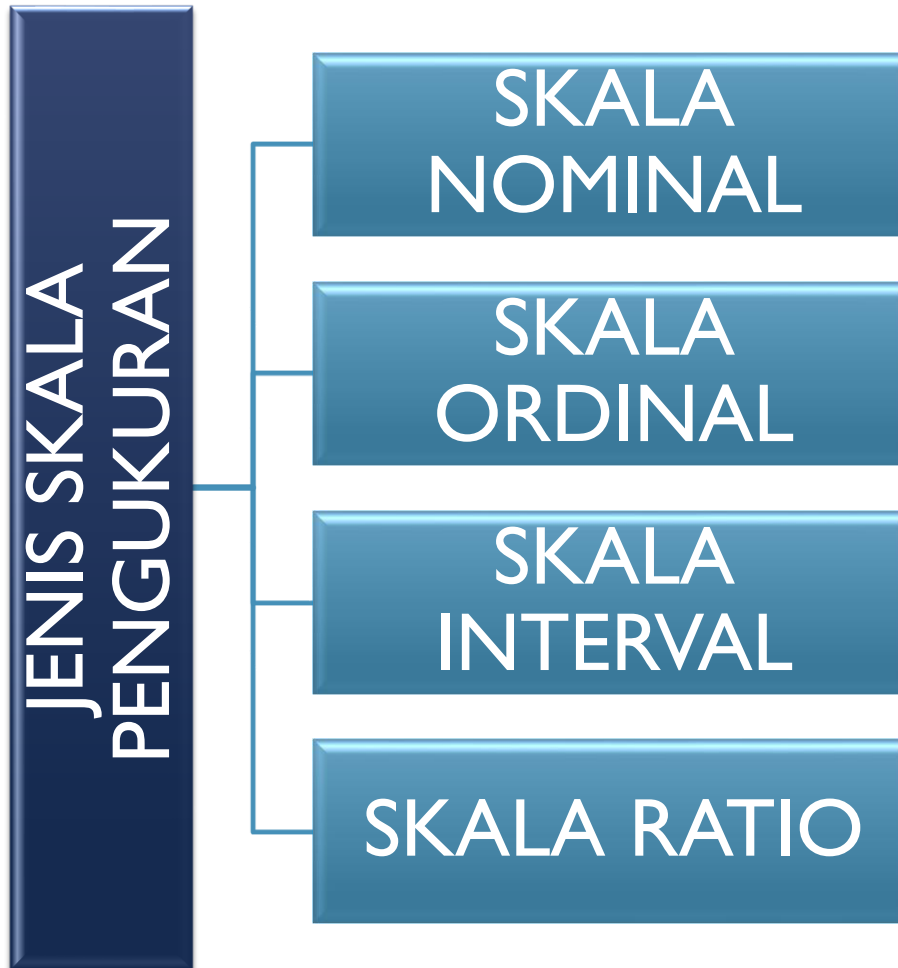 JENIS SKALA
PENGUKURAN
SKALA
NOMINAL
SKALA
ORDINAL
SKALA
INTERVAL
SKALA RATIO